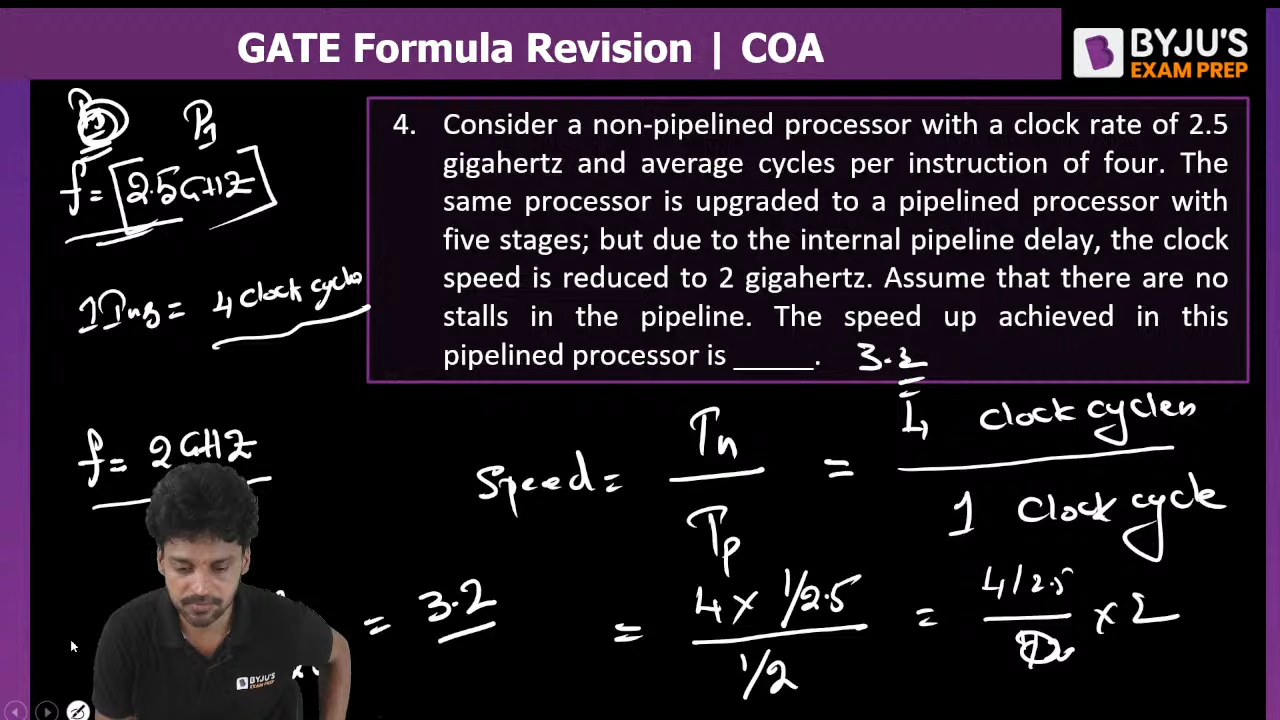 GATE Formula Revision | COA
BYJU'S
EXAM PREP
P1
f = 2.5 GHZ
1 Ins = 4 Clock cycles
4. Consider a non-pipelined processor with a clock rate of 2.5
gigahertz and average cycles per instruction of four. The
same processor is upgraded to a pipelined processor with
five stages; but due to the internal pipeline delay, the clock
speed is reduced to 2 gigahertz. Assume that there are no
stalls in the pipeline. The speed up achieved in this
pipelined processor is _____. 3.2
f = 2 GHZ
Speed = Tn / Tp = 4 clock cycles / 1 clock cycle
= 4 × 1/2.5 / 1/2 = 4/2.5 × 2
= 3.2
BYJU'S
EXAM PREP